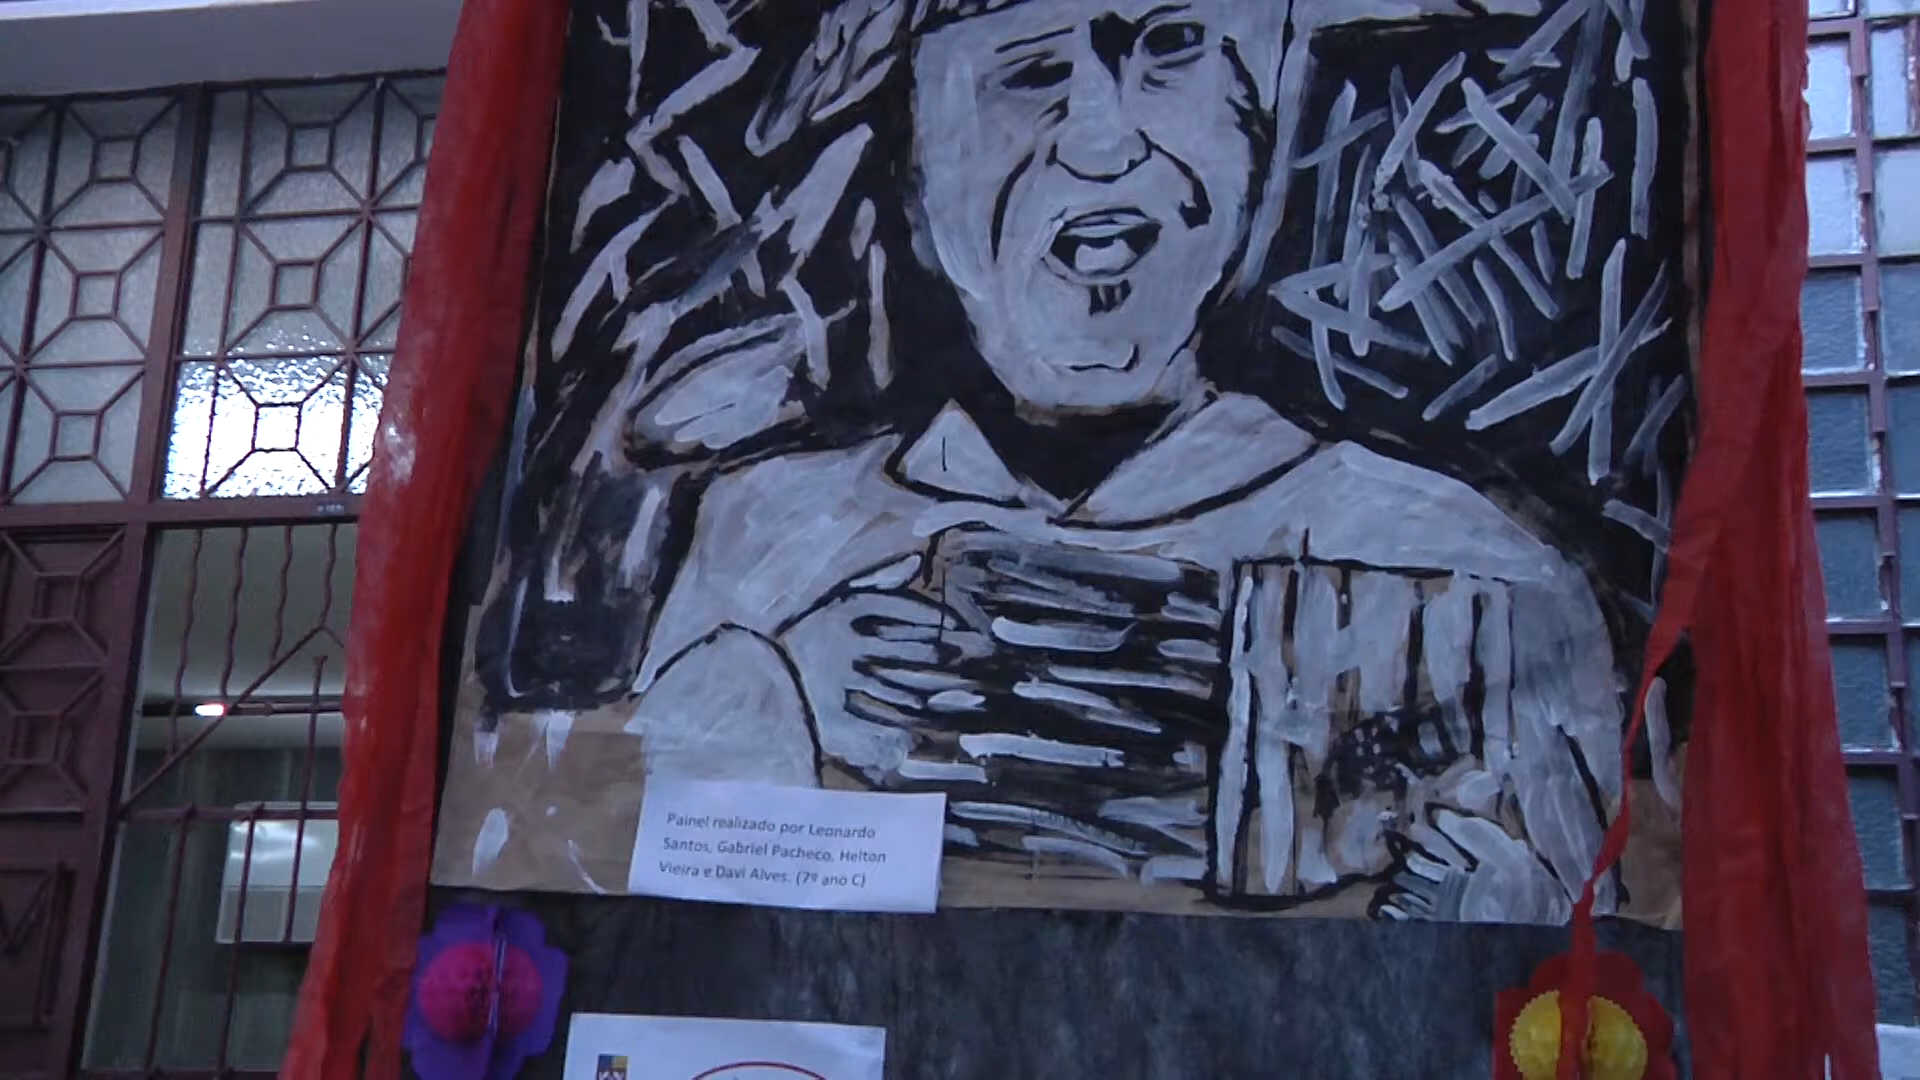 Painel realizado por Leonardo
Santos, Gabriel Pacheco, Helton
Vieira e Davi Alves. (7º ano C)